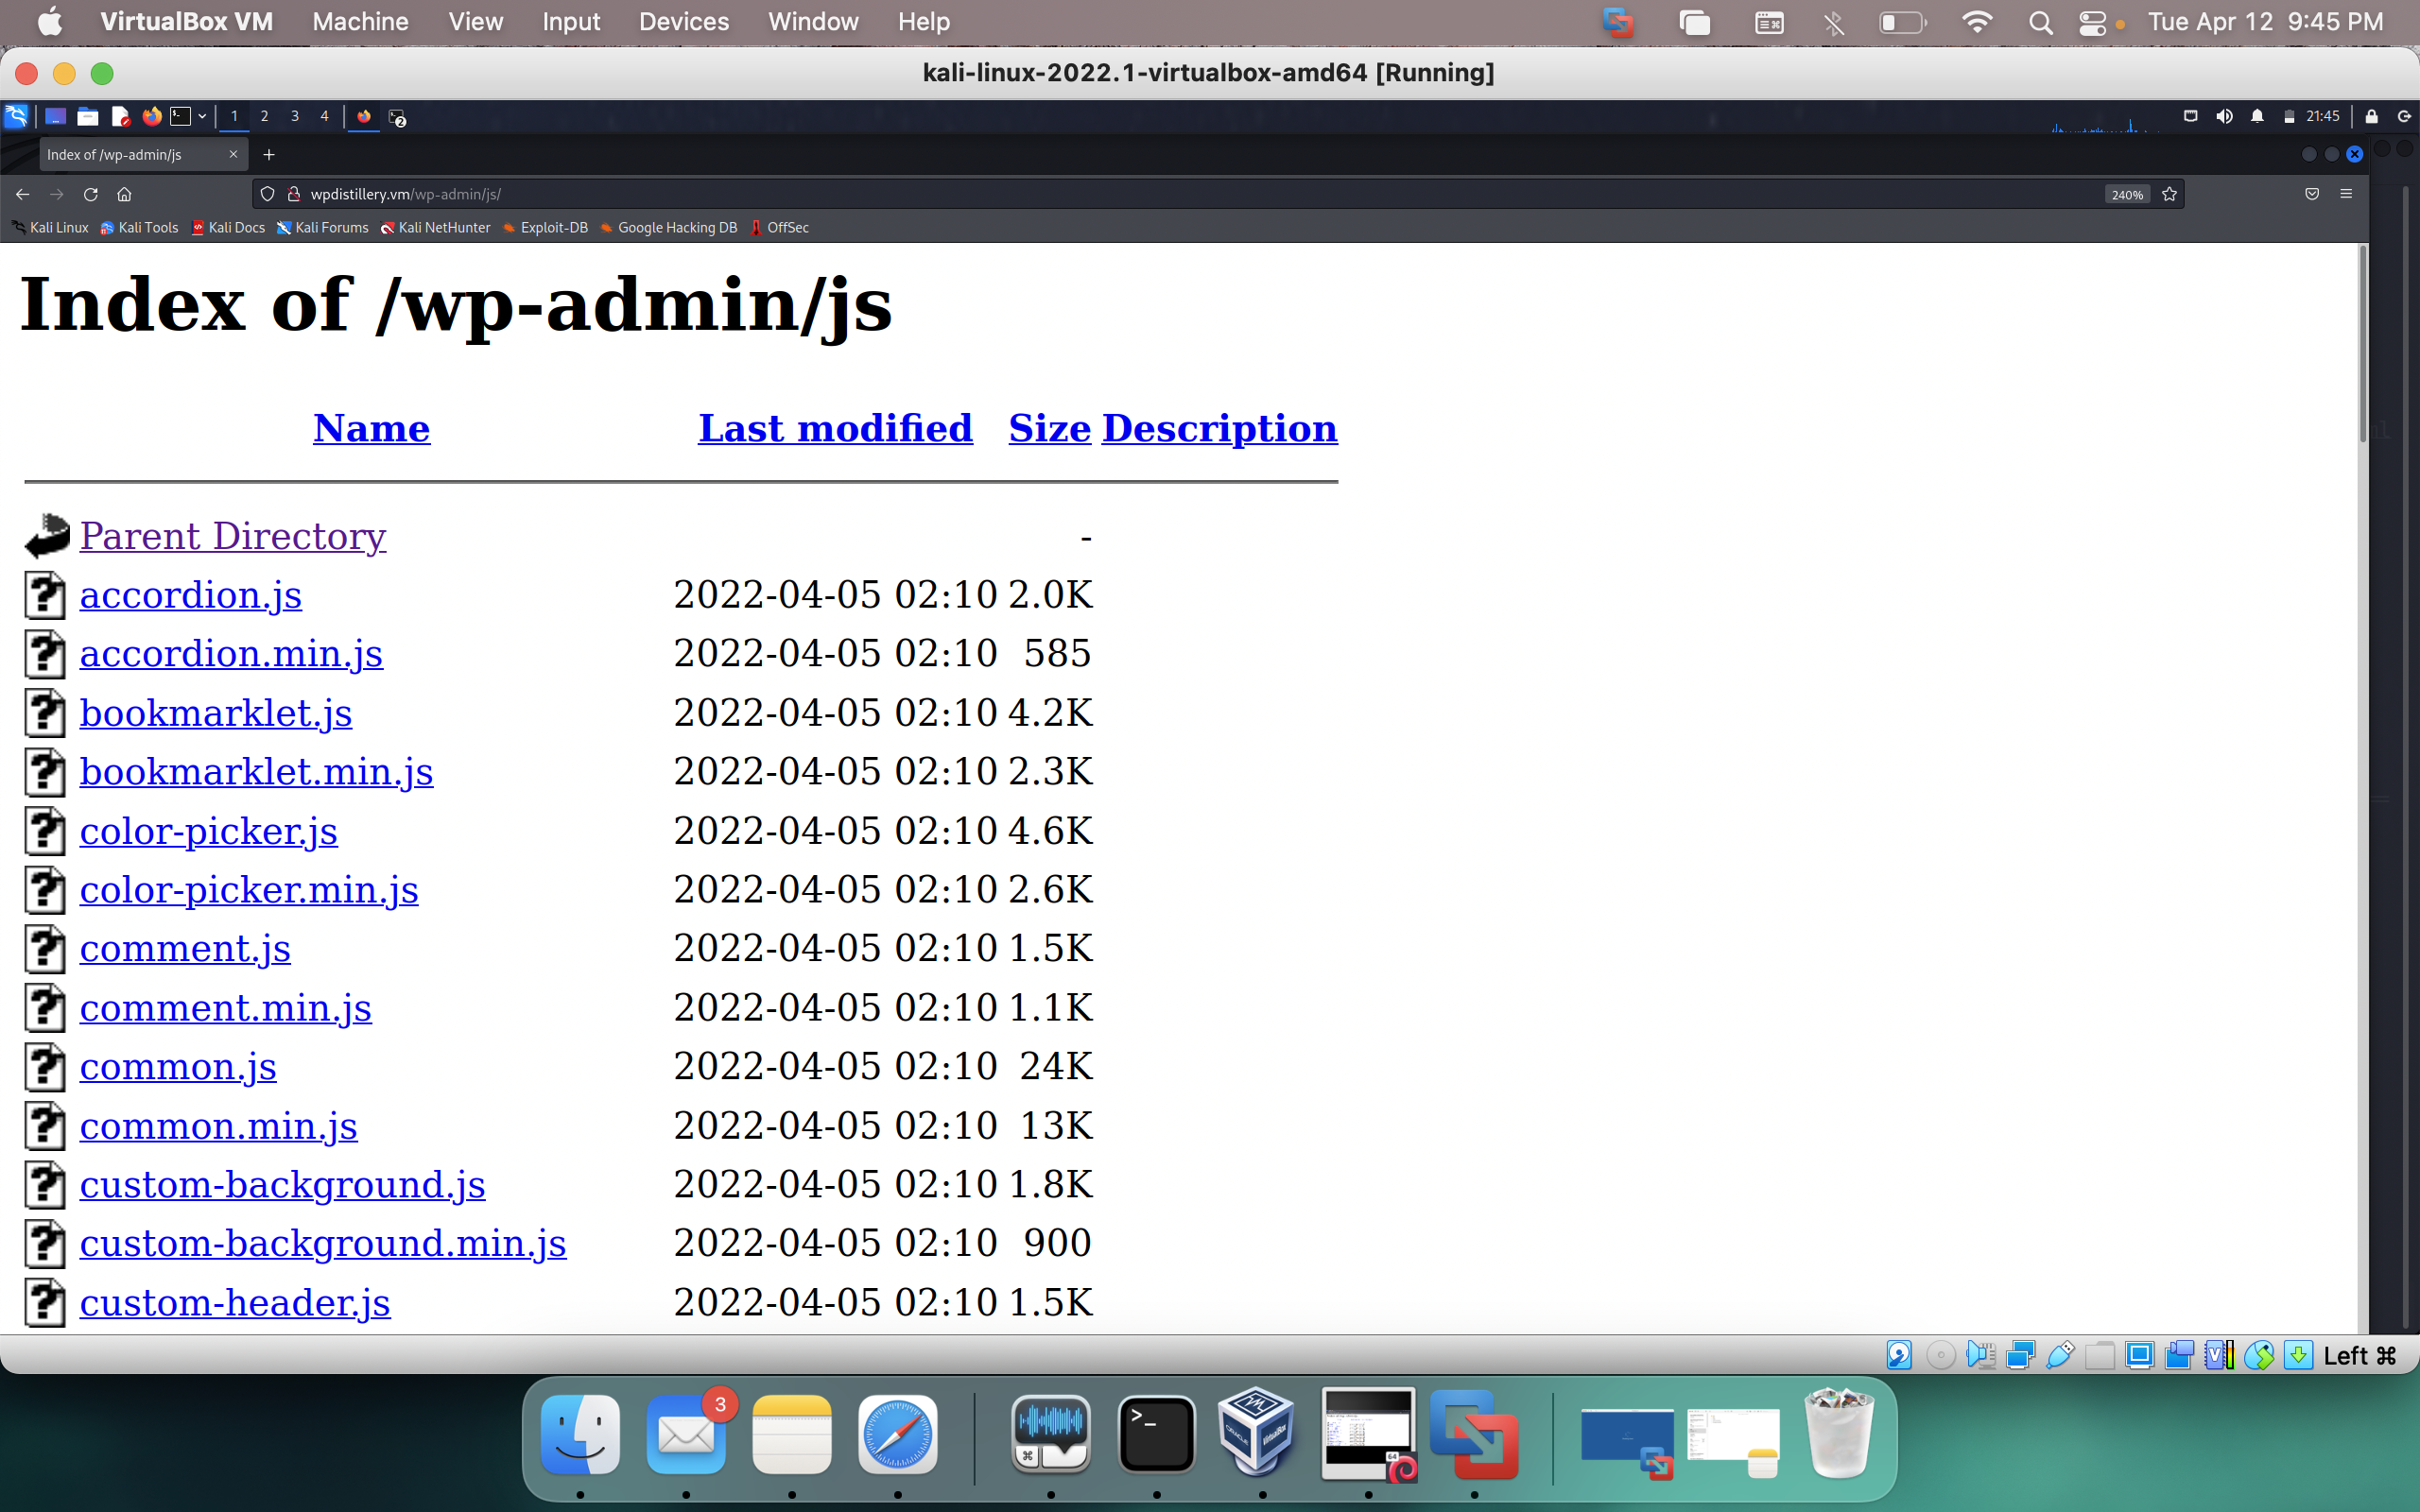 VirtualBox VM Machine View Input Devices Window Help Tue Apr 12 9:45 PM
kali-linux-2022.1-virtualbox-amd64 [Running]
1 2 3 4 2 21:45
Index of /wp-admin/js
wpdistillery.vm/wp-admin/js/ 240%
Kali Linux Kali Tools Kali Docs Kali Forums Kali NetHunter Exploit-DB Google Hacking DB OffSec
Index of /wp-admin/js
Name Last modified Size Description
Parent Directory -
accordion.js 2022-04-05 02:10 2.0K
accordion.min.js 2022-04-05 02:10 585
bookmarklet.js 2022-04-05 02:10 4.2K
bookmarklet.min.js 2022-04-05 02:10 2.3K
color-picker.js 2022-04-05 02:10 4.6K
color-picker.min.js 2022-04-05 02:10 2.6K
comment.js 2022-04-05 02:10 1.5K
comment.min.js 2022-04-05 02:10 1.1K
common.js 2022-04-05 02:10 24K
common.min.js 2022-04-05 02:10 13K
custom-background.js 2022-04-05 02:10 1.8K
custom-background.min.js 2022-04-05 02:10 900
custom-header.js 2022-04-05 02:10 1.5K
Left ⌘
3
64